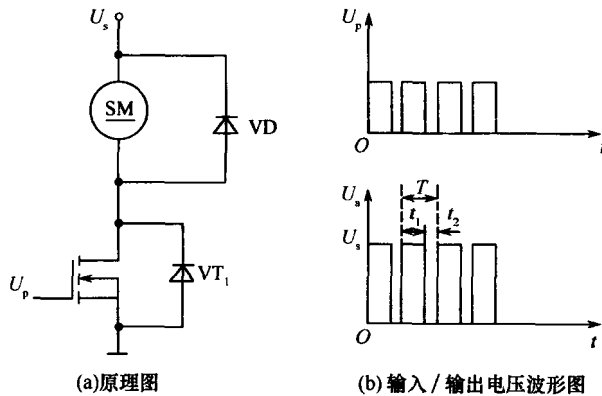 U_s
SM
VD
U_p
VT_1
(a)原理图
U_p
O
t
U_a
U_s
T
t_1
t_2
O
t
(b)输入/输出电压波形图